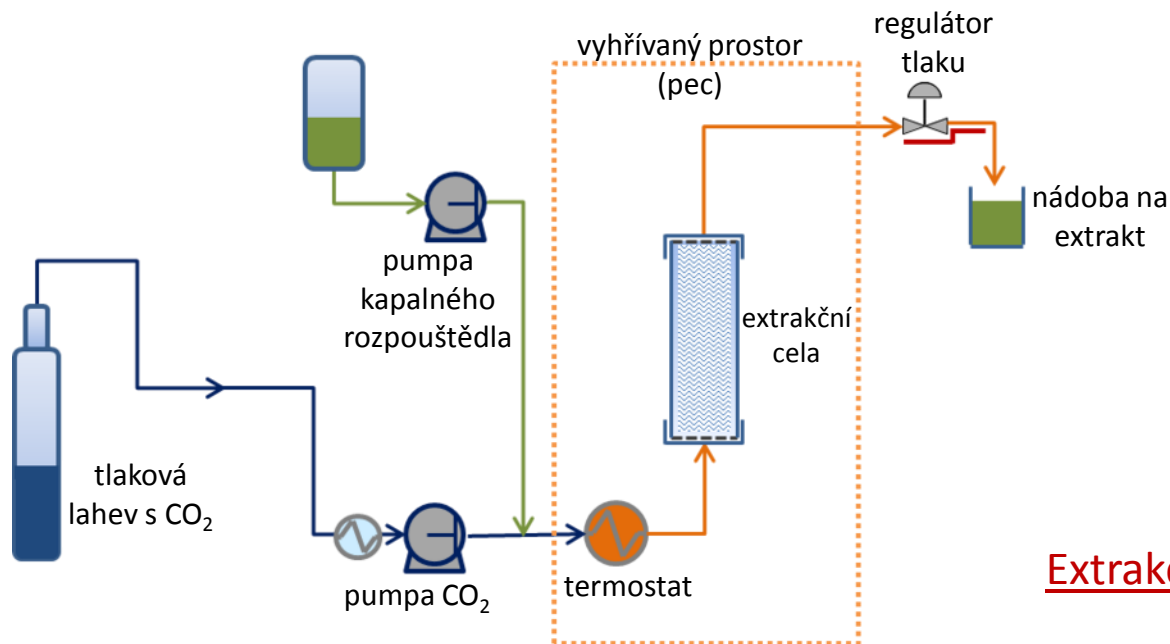 vyhřívaný prostor
(pec)
regulátor
tlaku
nádoba na
extrakt
pumpa
kapalného
rozpouštědla
extrakční
cela
tlaková
lahev s CO₂
pumpa CO₂
termostat